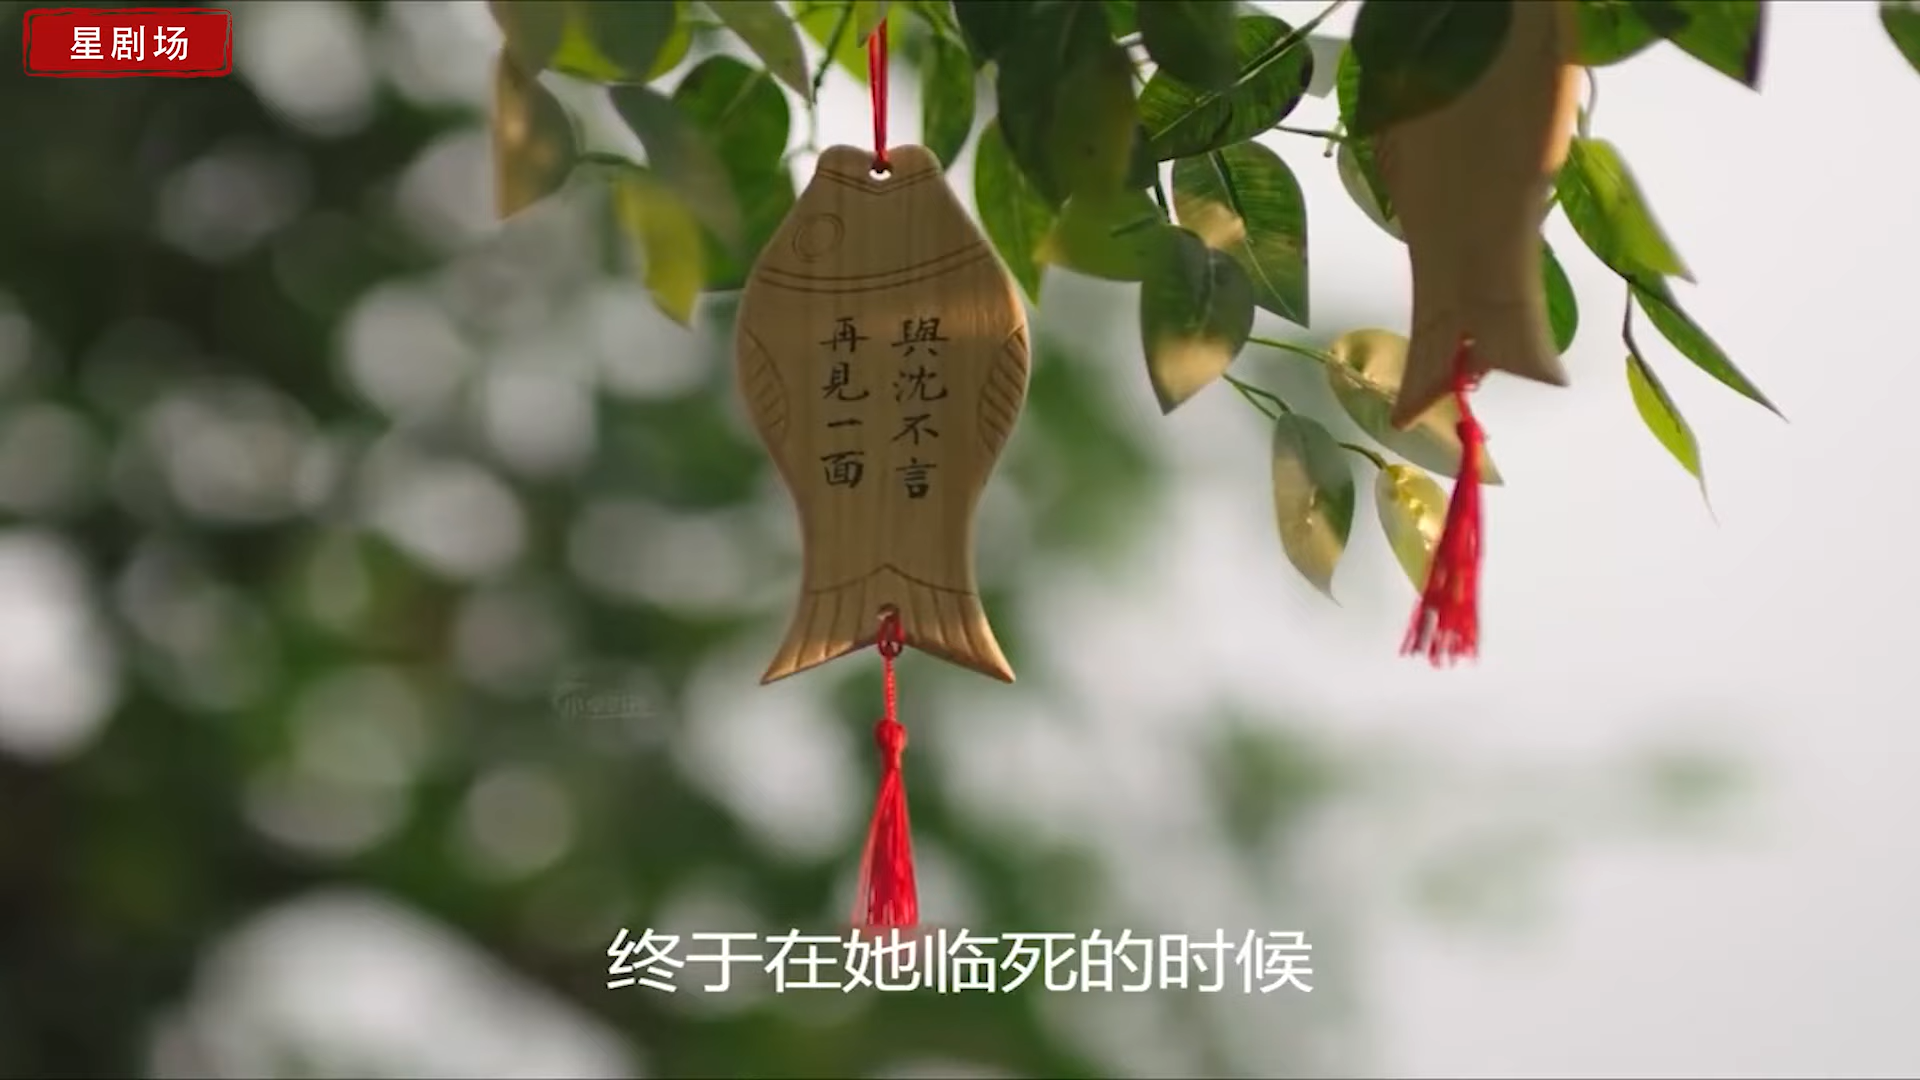 星剧场
與沈不言
再見一面
终于在她临死的时候